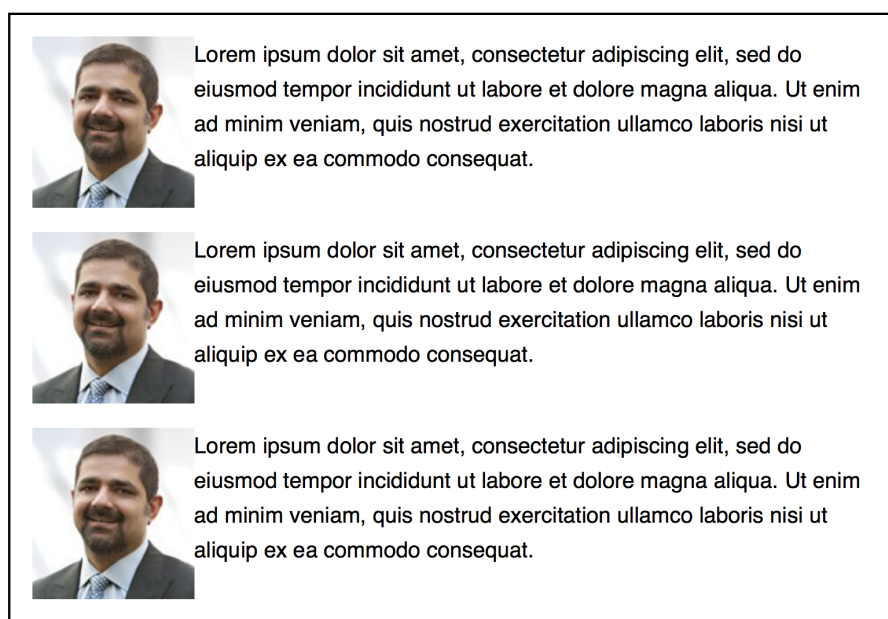 Lorem ipsum dolor sit amet, consectetur adipiscing elit, sed do
eiusmod tempor incididunt ut labore et dolore magna aliqua. Ut enim
ad minim veniam, quis nostrud exercitation ullamco laboris nisi ut
aliquip ex ea commodo consequat.
Lorem ipsum dolor sit amet, consectetur adipiscing elit, sed do
eiusmod tempor incididunt ut labore et dolore magna aliqua. Ut enim
ad minim veniam, quis nostrud exercitation ullamco laboris nisi ut
aliquip ex ea commodo consequat.
Lorem ipsum dolor sit amet, consectetur adipiscing elit, sed do
eiusmod tempor incididunt ut labore et dolore magna aliqua. Ut enim
ad minim veniam, quis nostrud exercitation ullamco laboris nisi ut
aliquip ex ea commodo consequat.